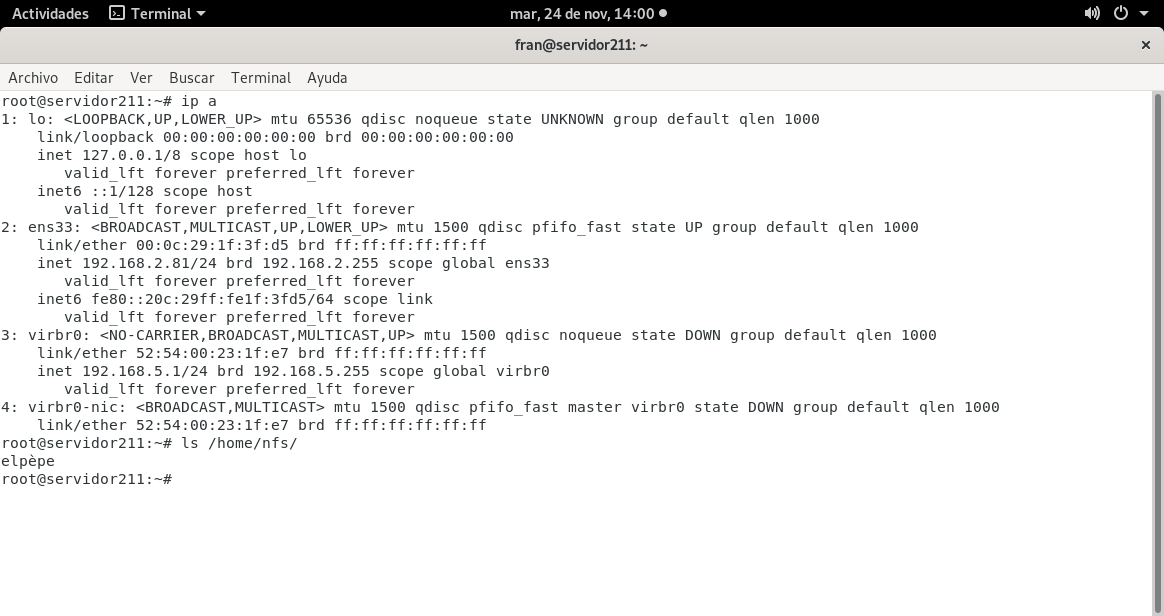 Actividades Terminal mar, 24 de nov, 14:00
fran@servidor211: ~ ×
Archivo Editar Ver Buscar Terminal Ayuda
root@servidor211:~# ip a
1: lo: <LOOPBACK,UP,LOWER_UP> mtu 65536 qdisc noqueue state UNKNOWN group default qlen 1000
    link/loopback 00:00:00:00:00:00 brd 00:00:00:00:00:00
    inet 127.0.0.1/8 scope host lo
       valid_lft forever preferred_lft forever
    inet6 ::1/128 scope host
       valid_lft forever preferred_lft forever
2: ens33: <BROADCAST,MULTICAST,UP,LOWER_UP> mtu 1500 qdisc pfifo_fast state UP group default qlen 1000
    link/ether 00:0c:29:1f:3f:d5 brd ff:ff:ff:ff:ff:ff
    inet 192.168.2.81/24 brd 192.168.2.255 scope global ens33
       valid_lft forever preferred_lft forever
    inet6 fe80::20c:29ff:fe1f:3fd5/64 scope link
       valid_lft forever preferred_lft forever
3: virbr0: <NO-CARRIER,BROADCAST,MULTICAST,UP> mtu 1500 qdisc noqueue state DOWN group default qlen 1000
    link/ether 52:54:00:23:1f:e7 brd ff:ff:ff:ff:ff:ff
    inet 192.168.5.1/24 brd 192.168.5.255 scope global virbr0
       valid_lft forever preferred_lft forever
4: virbr0-nic: <BROADCAST,MULTICAST> mtu 1500 qdisc pfifo_fast master virbr0 state DOWN group default qlen 1000
    link/ether 52:54:00:23:1f:e7 brd ff:ff:ff:ff:ff:ff
root@servidor211:~# ls /home/nfs/
elpèpe
root@servidor211:~#